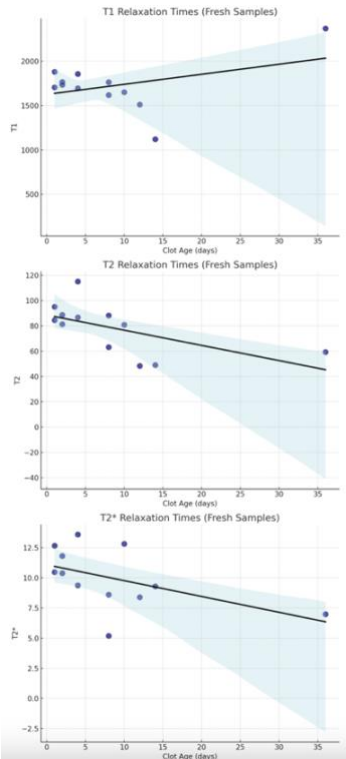 T1 Relaxation Times (Fresh Samples)
2000
1500
1000
500
T1
0 5 10 15 20 25 30 35
Clot Age (days)
T2 Relaxation Times (Fresh Samples)
120
100
80
60
40
20
0
−20
−40
T2
0 5 10 15 20 25 30 35
Clot Age (days)
T2* Relaxation Times (Fresh Samples)
12.5
10.0
7.5
5.0
2.5
0.0
−2.5
T2*
0 5 10 15 20 25 30 35
Clot Age (days)